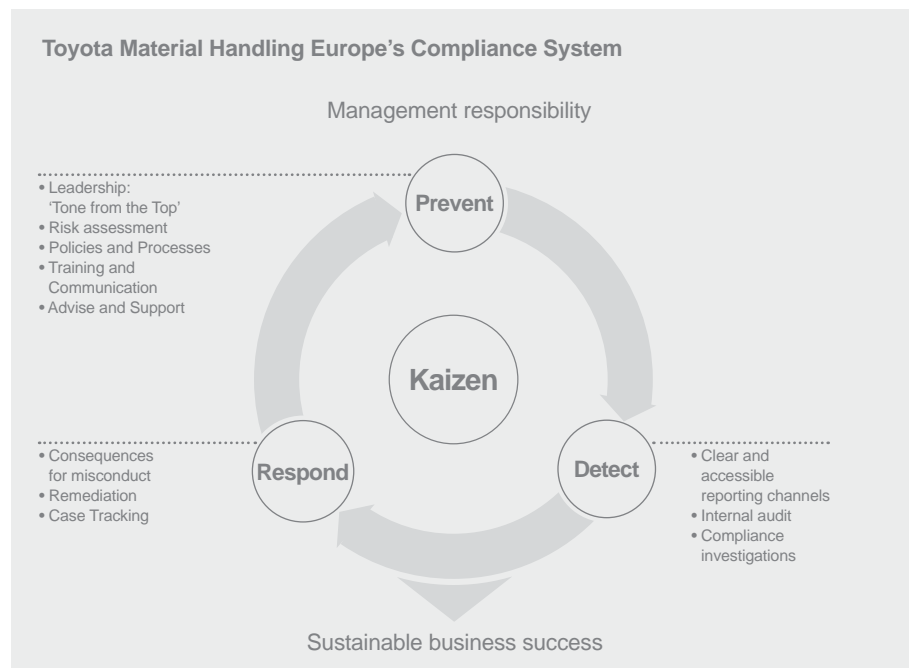 Toyota Material Handling Europe’s Compliance System
Management responsibility
Prevent
• Leadership:
‘Tone from the Top’
• Risk assessment
• Policies and Processes
• Training and
Communication
• Advise and Support
Kaizen
Respond
• Consequences
for misconduct
• Remediation
• Case Tracking
Detect
• Clear and
accessible
reporting channels
• Internal audit
• Compliance
investigations
Sustainable business success